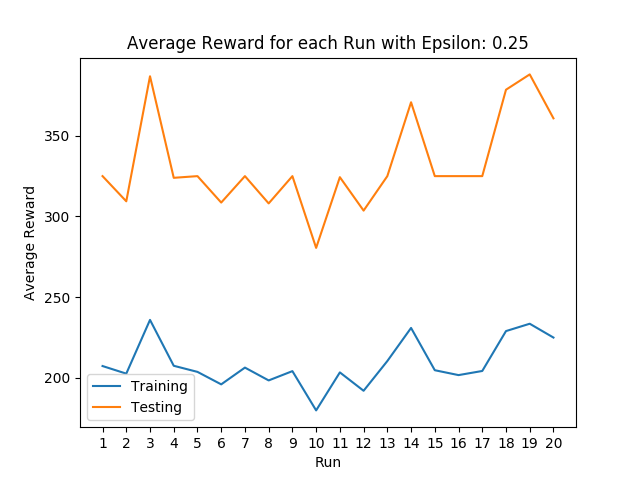 Average Reward for each Run with Epsilon: 0.25
Average Reward
350
300
250
200
Training
Testing
1 2 3 4 5 6 7 8 9 10 11 12 13 14 15 16 17 18 19 20
Run